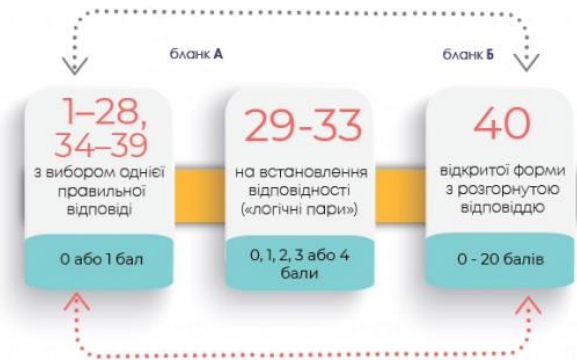 бланк А
бланк Б
1–28,
34–39
з вибором однієї
правильної
відповіді
0 або 1 бал
29-33
на встановлення
відповідності
(«логічні пари»)
0, 1, 2, 3 або 4
бали
40
відкритої форми
з розгорнутою
відповіддю
0 - 20 балів